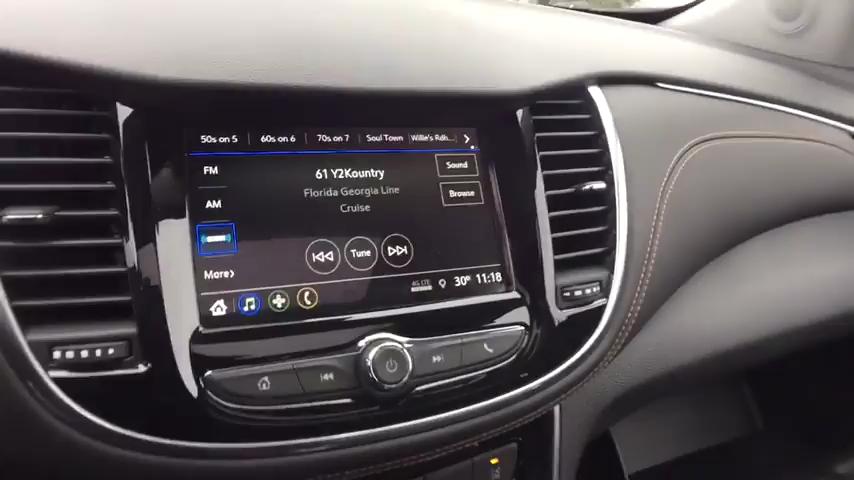 50s on 5 60s on 6 70s on 7 Soul Town Willie's Rdh...
FM 61 Y2Kountry Sound
Florida Georgia Line
AM Cruise Browse
Tune
More
4G LTE 30° 11:18